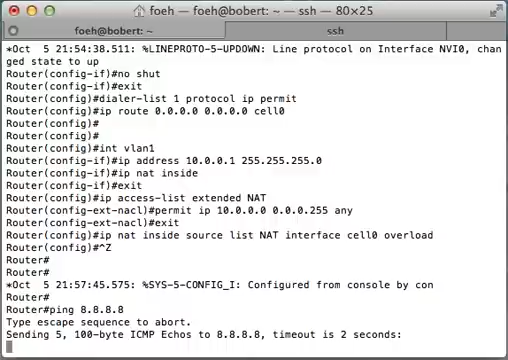 foeh — foeh@bobert: ~ — ssh — 80×25
foeh@bobert: ~
ssh
*Oct  5 21:54:38.511: %LINEPROTO-5-UPDOWN: Line protocol on Interface NVI0, chan
ged state to up
Router(config-if)#no shut
Router(config-if)#exit
Router(config)#dialer-list 1 protocol ip permit
Router(config)#ip route 0.0.0.0 0.0.0.0 cell0
Router(config)#
Router(config)#
Router(config)#int vlan1
Router(config-if)#ip address 10.0.0.1 255.255.255.0
Router(config-if)#ip nat inside
Router(config-if)#exit
Router(config)#ip access-list extended NAT
Router(config-ext-nacl)#permit ip 10.0.0.0 0.0.0.255 any
Router(config-ext-nacl)#exit
Router(config)#ip nat inside source list NAT interface cell0 overload
Router(config)#^Z
Router#
Router#
*Oct  5 21:57:45.575: %SYS-5-CONFIG_I: Configured from console by con
Router#
Router#ping 8.8.8.8
Type escape sequence to abort.
Sending 5, 100-byte ICMP Echos to 8.8.8.8, timeout is 2 seconds: